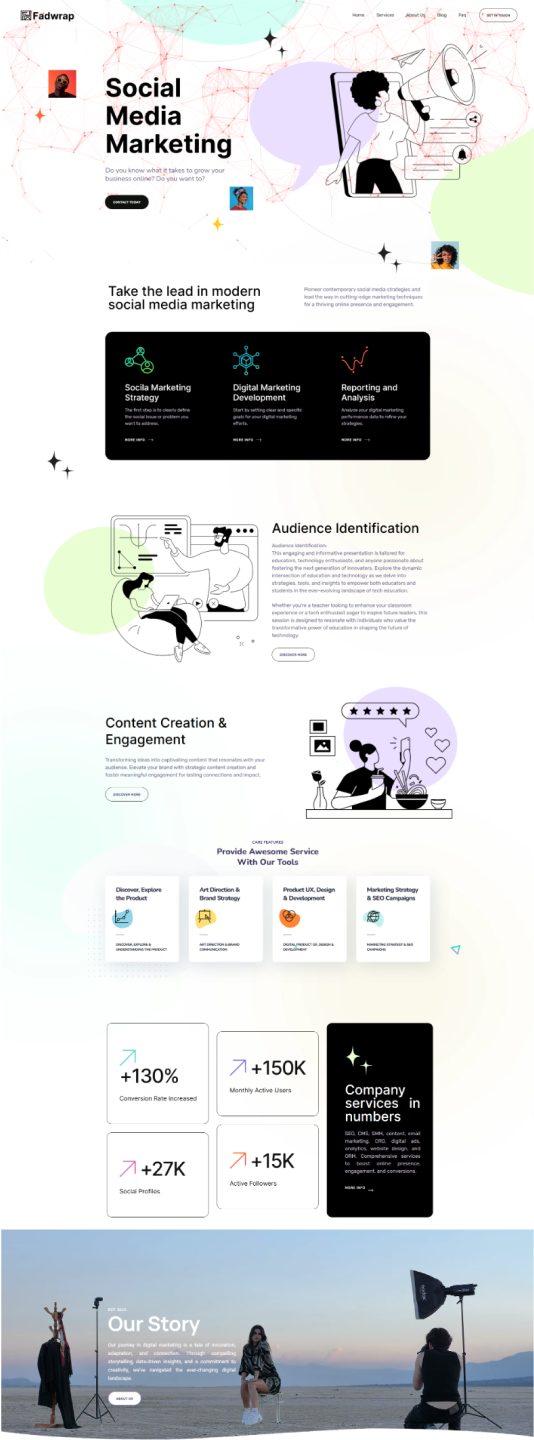 Fadwrap
Home Services About Us Blog Faq GET IN TOUCH
Social
Media
Marketing
Do you know what it takes to grow your
business online? Do you want to?
CONTACT TODAY
Take the lead in modern
social media marketing
Pioneer contemporary social media strategies and
lead the way in cutting-edge marketing techniques
for a thriving online presence and engagement.
Socila Marketing
Strategy
The first step is to clearly define
the social issue or problem you
want to address.
MORE INFO
Digital Marketing
Development
Start by setting clear and specific
goals for your digital marketing
efforts.
MORE INFO
Reporting and
Analysis
Analyze your digital marketing
performance data to refine your
strategies.
MORE INFO
Audience Identification
Audience Identification:
This engaging and informative presentation is tailored for
educators, technology enthusiasts, and anyone passionate about
fostering the next generation of innovators. Explore the dynamic
intersection of education and technology as we delve into
strategies, tools, and insights to empower both educators and
students in the ever-evolving landscape of tech education.
Whether you're a teacher looking to enhance your classroom
experience or a tech enthusiast eager to inspire future leaders, this
session is designed to resonate with individuals who value the
transformative power of education in shaping the future of
technology.
DISCOVER MORE
Content Creation &
Engagement
Transforming ideas into captivating content that resonates with your
audience. Elevate your brand with strategic content creation and
foster meaningful engagement for lasting connections and impact.
DISCOVER MORE
CARE FEATURES
Provide Awesome Service
With Our Tools
Discover, Explore
the Product
DISCOVER, EXPLORE &
UNDERSTANDING THE PRODUCT
Art Direction &
Brand Strategy
ART DIRECTION & BRAND
COMMUNICATION
Product UX, Design
& Development
DIGITAL PRODUCT UX, DESIGN &
DEVELOPMENT
Marketing Strategy
& SEO Campaigns
MARKETING STRATEGY & SEO
CAMPAIGNS
+130%
Conversion Rate Increased
+150K
Monthly Active Users
+27K
Social Profiles
+15K
Active Followers
Company
services in
numbers
SEO, CMS, SMM, content, email
marketing, CRO, digital ads,
analytics, website design, and
ORM. Comprehensive services
to boost online presence,
engagement, and conversions.
MORE INFO
Our Story
Our journey in digital marketing is a tale of innovation,
adaptation, and connection. Through compelling
storytelling, data-driven insights, and a commitment to
creativity, we've navigated the ever-changing digital
landscape.
ABOUT US